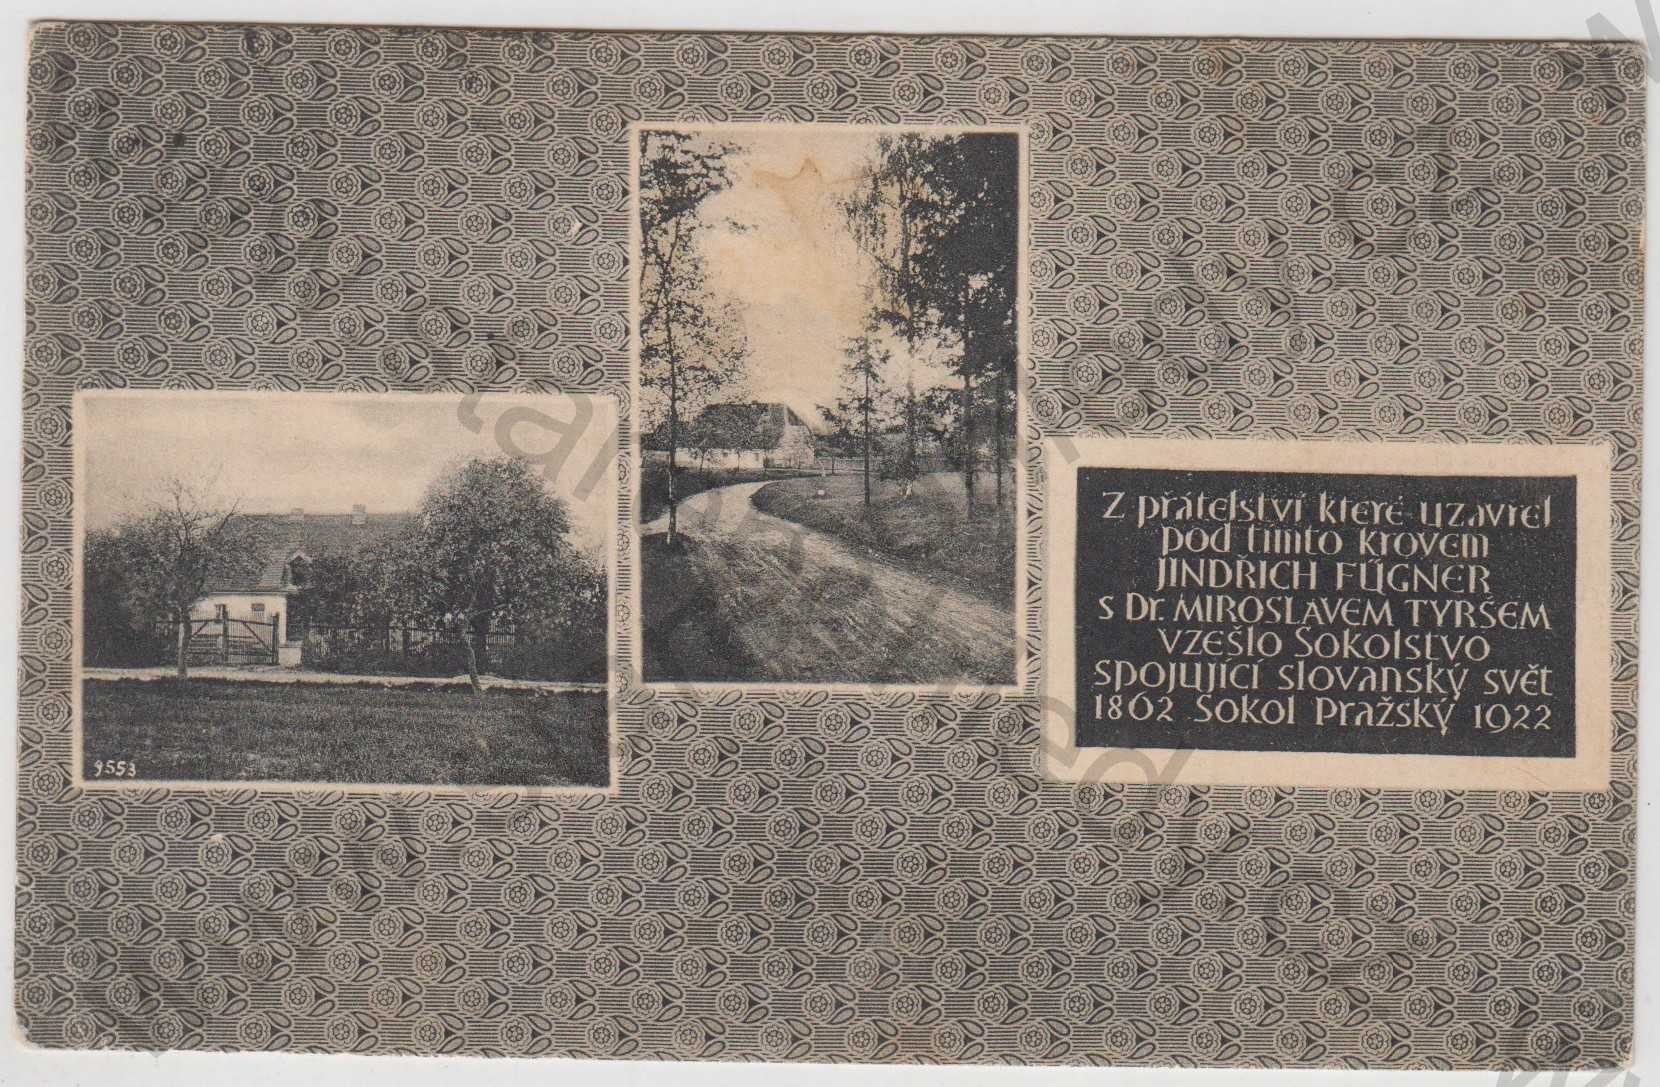 Z přátelství které uzavřel
pod tímto krovem
JINDŘICH FÜGNER
s Dr. MIROSLAVEM TYRŠEM
vzešlo Sokolstvo
spojující slovanský svět
1862 Sokol Pražský 1922
9553